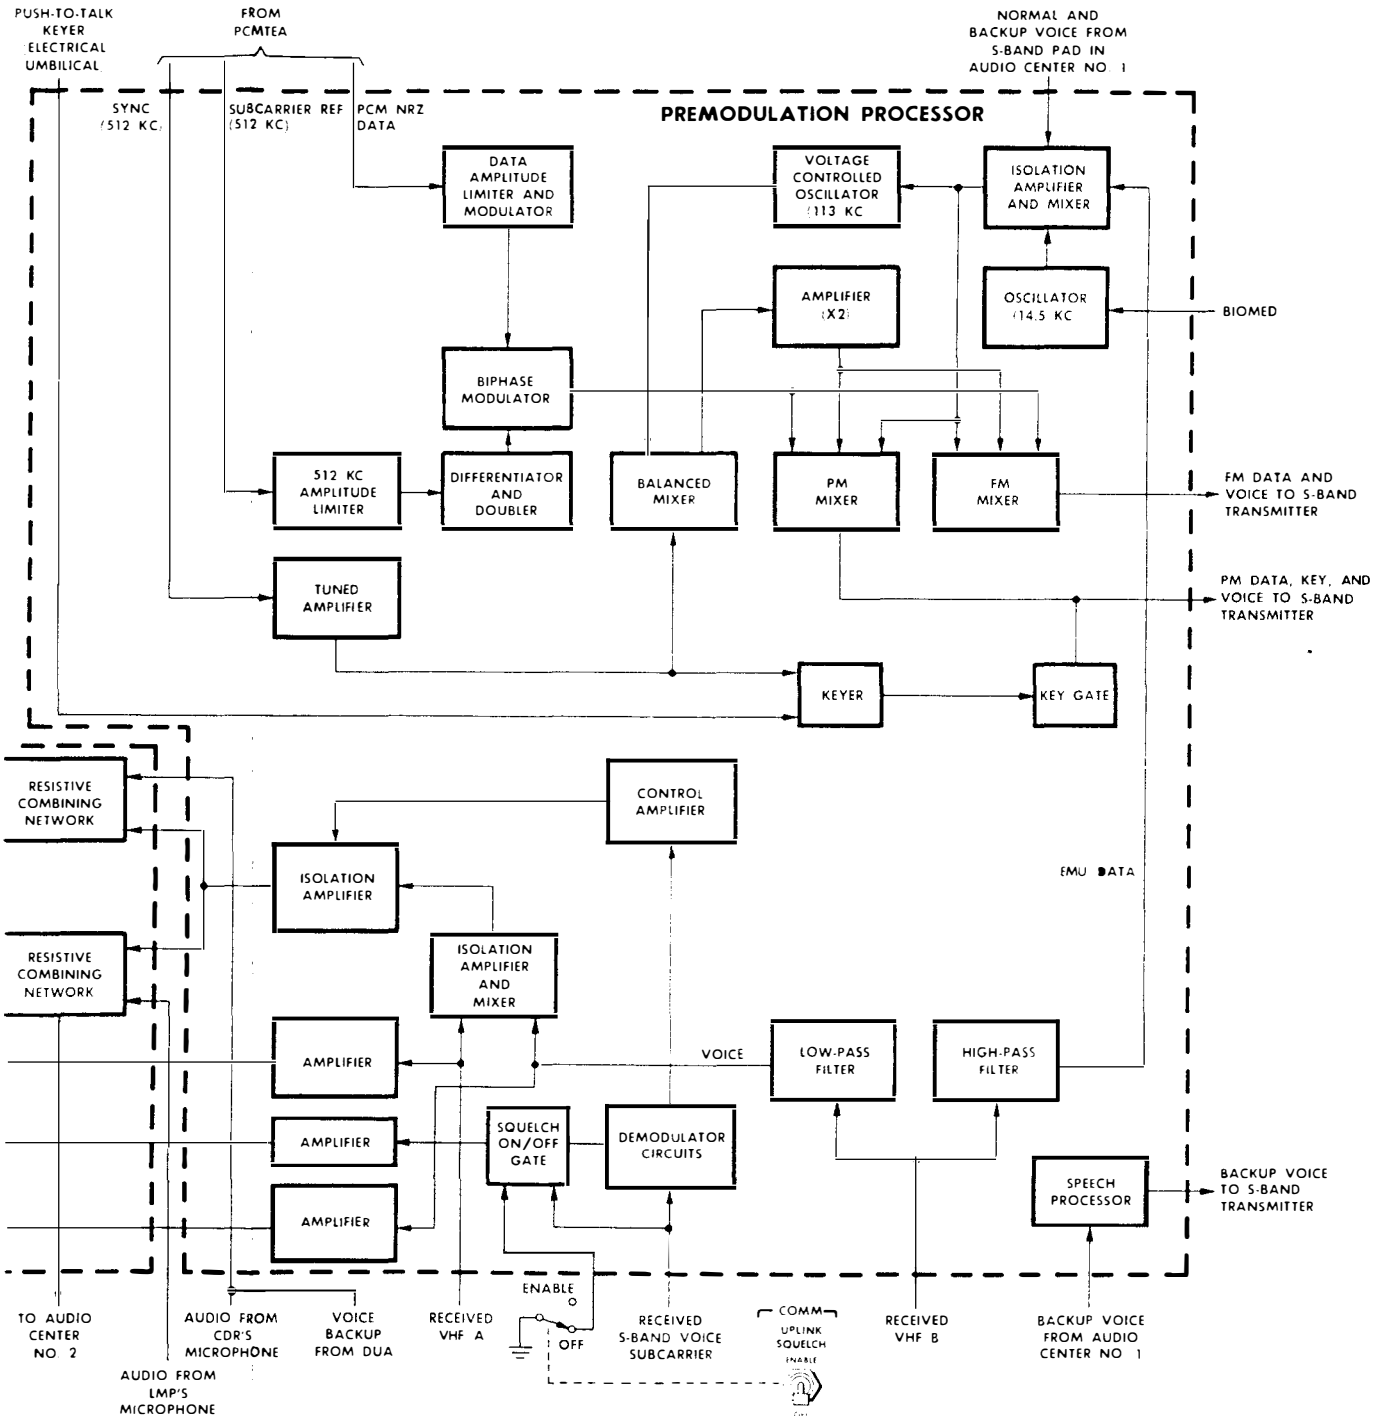 PUSH-TO-TALK
KEYER
ELECTRICAL
UMBILICAL
FROM
PCMTEA
NORMAL AND
BACKUP VOICE FROM
S-BAND PAD IN
AUDIO CENTER NO. 1
SYNC
(512 KC)
SUBCARRIER REF
(512 KC)
PCM NRZ
DATA
PREMODULATION PROCESSOR
DATA
AMPLITUDE
LIMITER AND
MODULATOR
VOLTAGE
CONTROLLED
OSCILLATOR
(113 KC
ISOLATION
AMPLIFIER
AND MIXER
AMPLIFIER
(X2)
OSCILLATOR
(14.5 KC
BIOMED
BIPHASE
MODULATOR
512 KC
AMPLITUDE
LIMITER
DIFFERENTIATOR
AND
DOUBLER
BALANCED
MIXER
PM
MIXER
FM
MIXER
FM DATA AND
VOICE TO S-BAND
TRANSMITTER
TUNED
AMPLIFIER
PM DATA, KEY, AND
VOICE TO S-BAND
TRANSMITTER
KEYER
KEY GATE
RESISTIVE
COMBINING
NETWORK
CONTROL
AMPLIFIER
ISOLATION
AMPLIFIER
EMU DATA
RESISTIVE
COMBINING
NETWORK
ISOLATION
AMPLIFIER
AND
MIXER
AMPLIFIER
VOICE
LOW-PASS
FILTER
HIGH-PASS
FILTER
AMPLIFIER
SQUELCH
ON/OFF
GATE
DEMODULATOR
CIRCUITS
SPEECH
PROCESSOR
BACKUP VOICE
TO S-BAND
TRANSMITTER
AMPLIFIER
ENABLE
OFF
TO AUDIO
CENTER
NO. 2
AUDIO FROM
CDR'S
MICROPHONE
VOICE
BACKUP
FROM DUA
RECEIVED
VHF A
RECEIVED
S-BAND VOICE
SUBCARRIER
COMM
UPLINK
SQUELCH
ENABLE
RECEIVED
VHF B
BACKUP VOICE
FROM AUDIO
CENTER NO. 1
AUDIO FROM
LMP'S
MICROPHONE